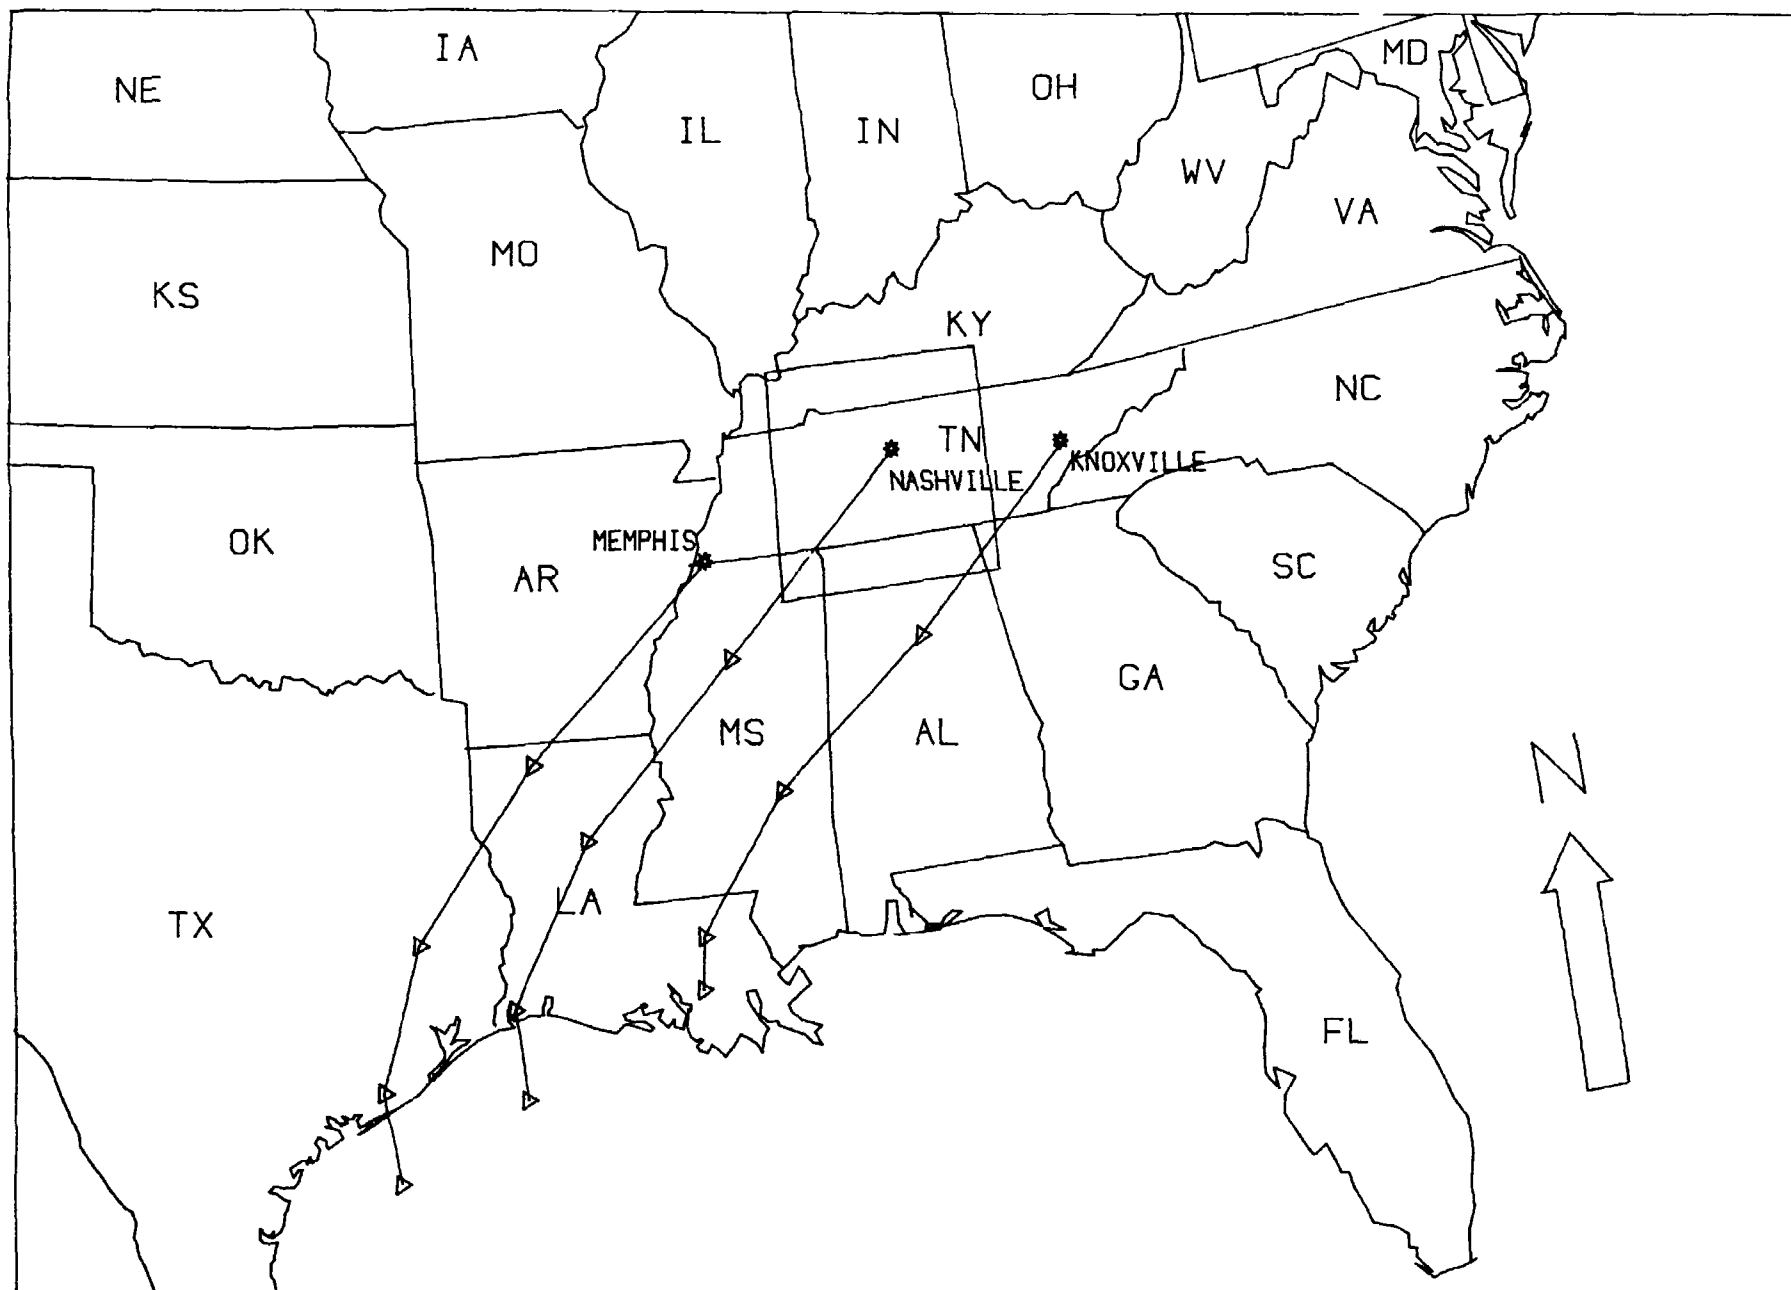 IA
MD
NE
OH
IL
IN
WV
VA
MO
KS
KY
NC
TN
KNOXVILLE
NASHVILLE
MEMPHIS
OK
AR
SC
GA
MS
AL
N
LA
TX
FL